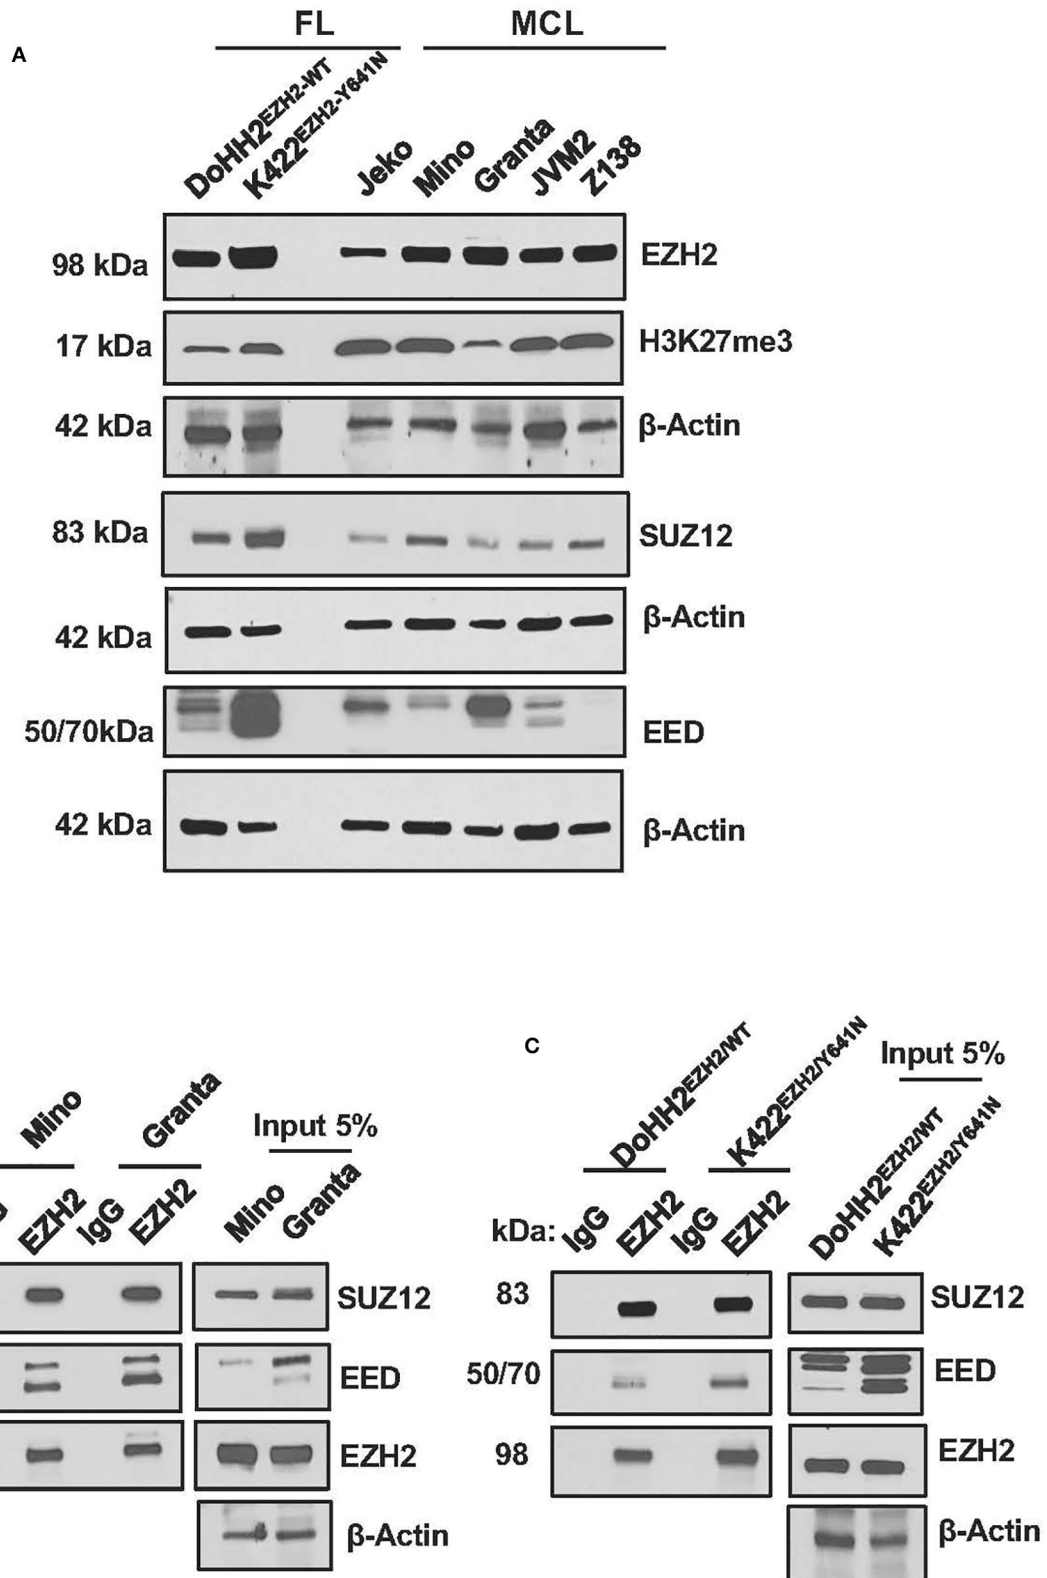 A
FL MCL
DoHH2EZH2-WT K422EZH2-Y641N Jeko Mino Granta JVM2 Z138
98 kDa EZH2
17 kDa H3K27me3
42 kDa β-Actin
83 kDa SUZ12
42 kDa β-Actin
50/70kDa EED
42 kDa β-Actin
Mino Granta Input 5%
EZH2 IgG EZH2 Mino Granta
SUZ12
EED
EZH2
β-Actin
C
DoHH2EZH2/WT K422EZH2/Y641N Input 5%
kDa: IgG EZH2 IgG EZH2 DoHH2EZH2/WT K422EZH2/Y641N
83 SUZ12
50/70 EED
98 EZH2
β-Actin